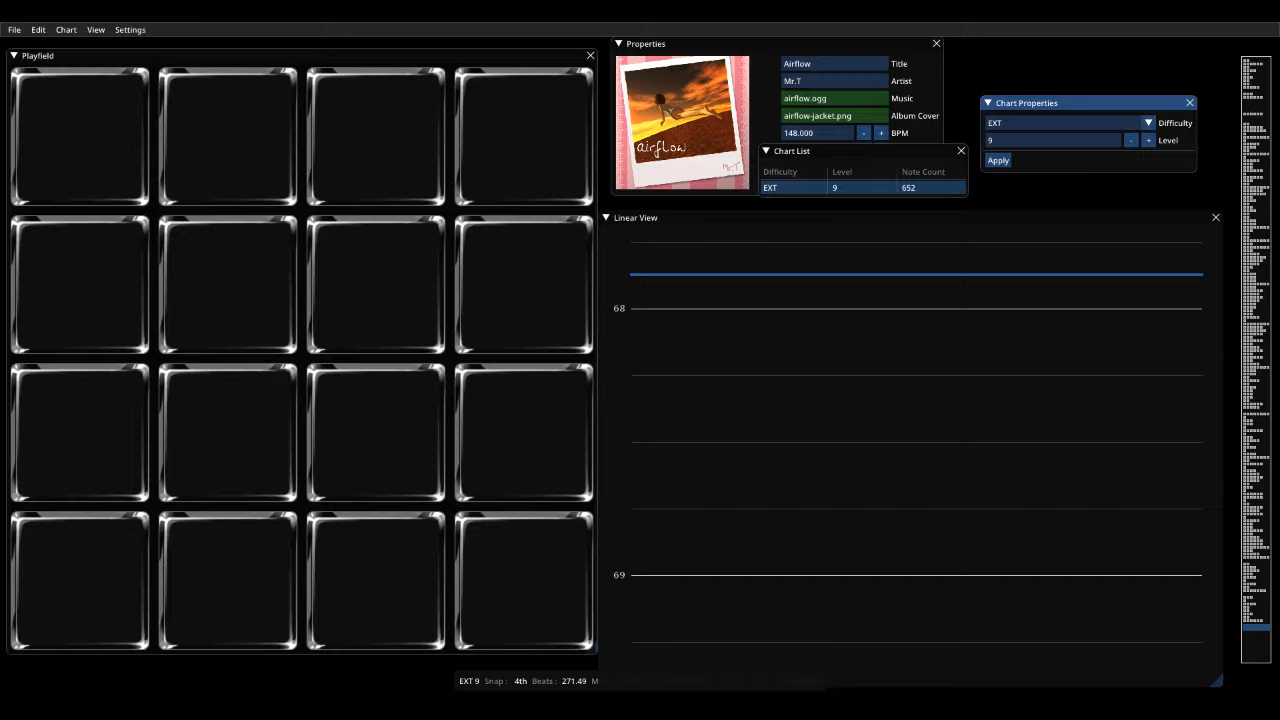 File Edit Chart View Settings
Playfield
Properties
Airflow Title
Mr.T Artist
airflow.ogg Music
airflow-jacket.png Album Cover
148.000 - + BPM
airflow
Mr.T
Chart List
Difficulty Level Note Count
EXT 9 652
Chart Properties
EXT Difficulty
9 - + Level
Apply
Linear View
68
69
EXT 9 Snap : 4th Beats : 271.49 M